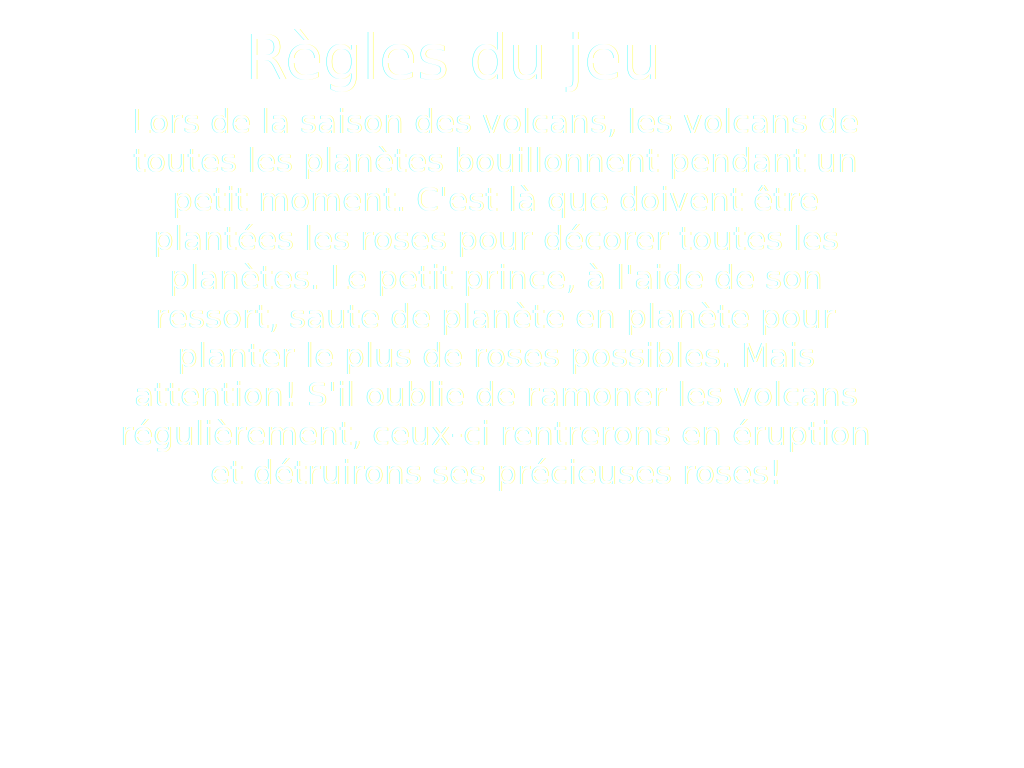 Règles du jeu
Lors de la saison des volcans, les volcans de
toutes les planètes bouillonnent pendant un
petit moment. C'est là que doivent être
plantées les roses pour décorer toutes les
planètes. Le petit prince, à l'aide de son
ressort, saute de planète en planète pour
planter le plus de roses possibles. Mais
attention! S'Il oublie de ramoner les volcans
régulièrement, ceux-ci rentrerons en éruption
et détruirons ses précieuses roses!